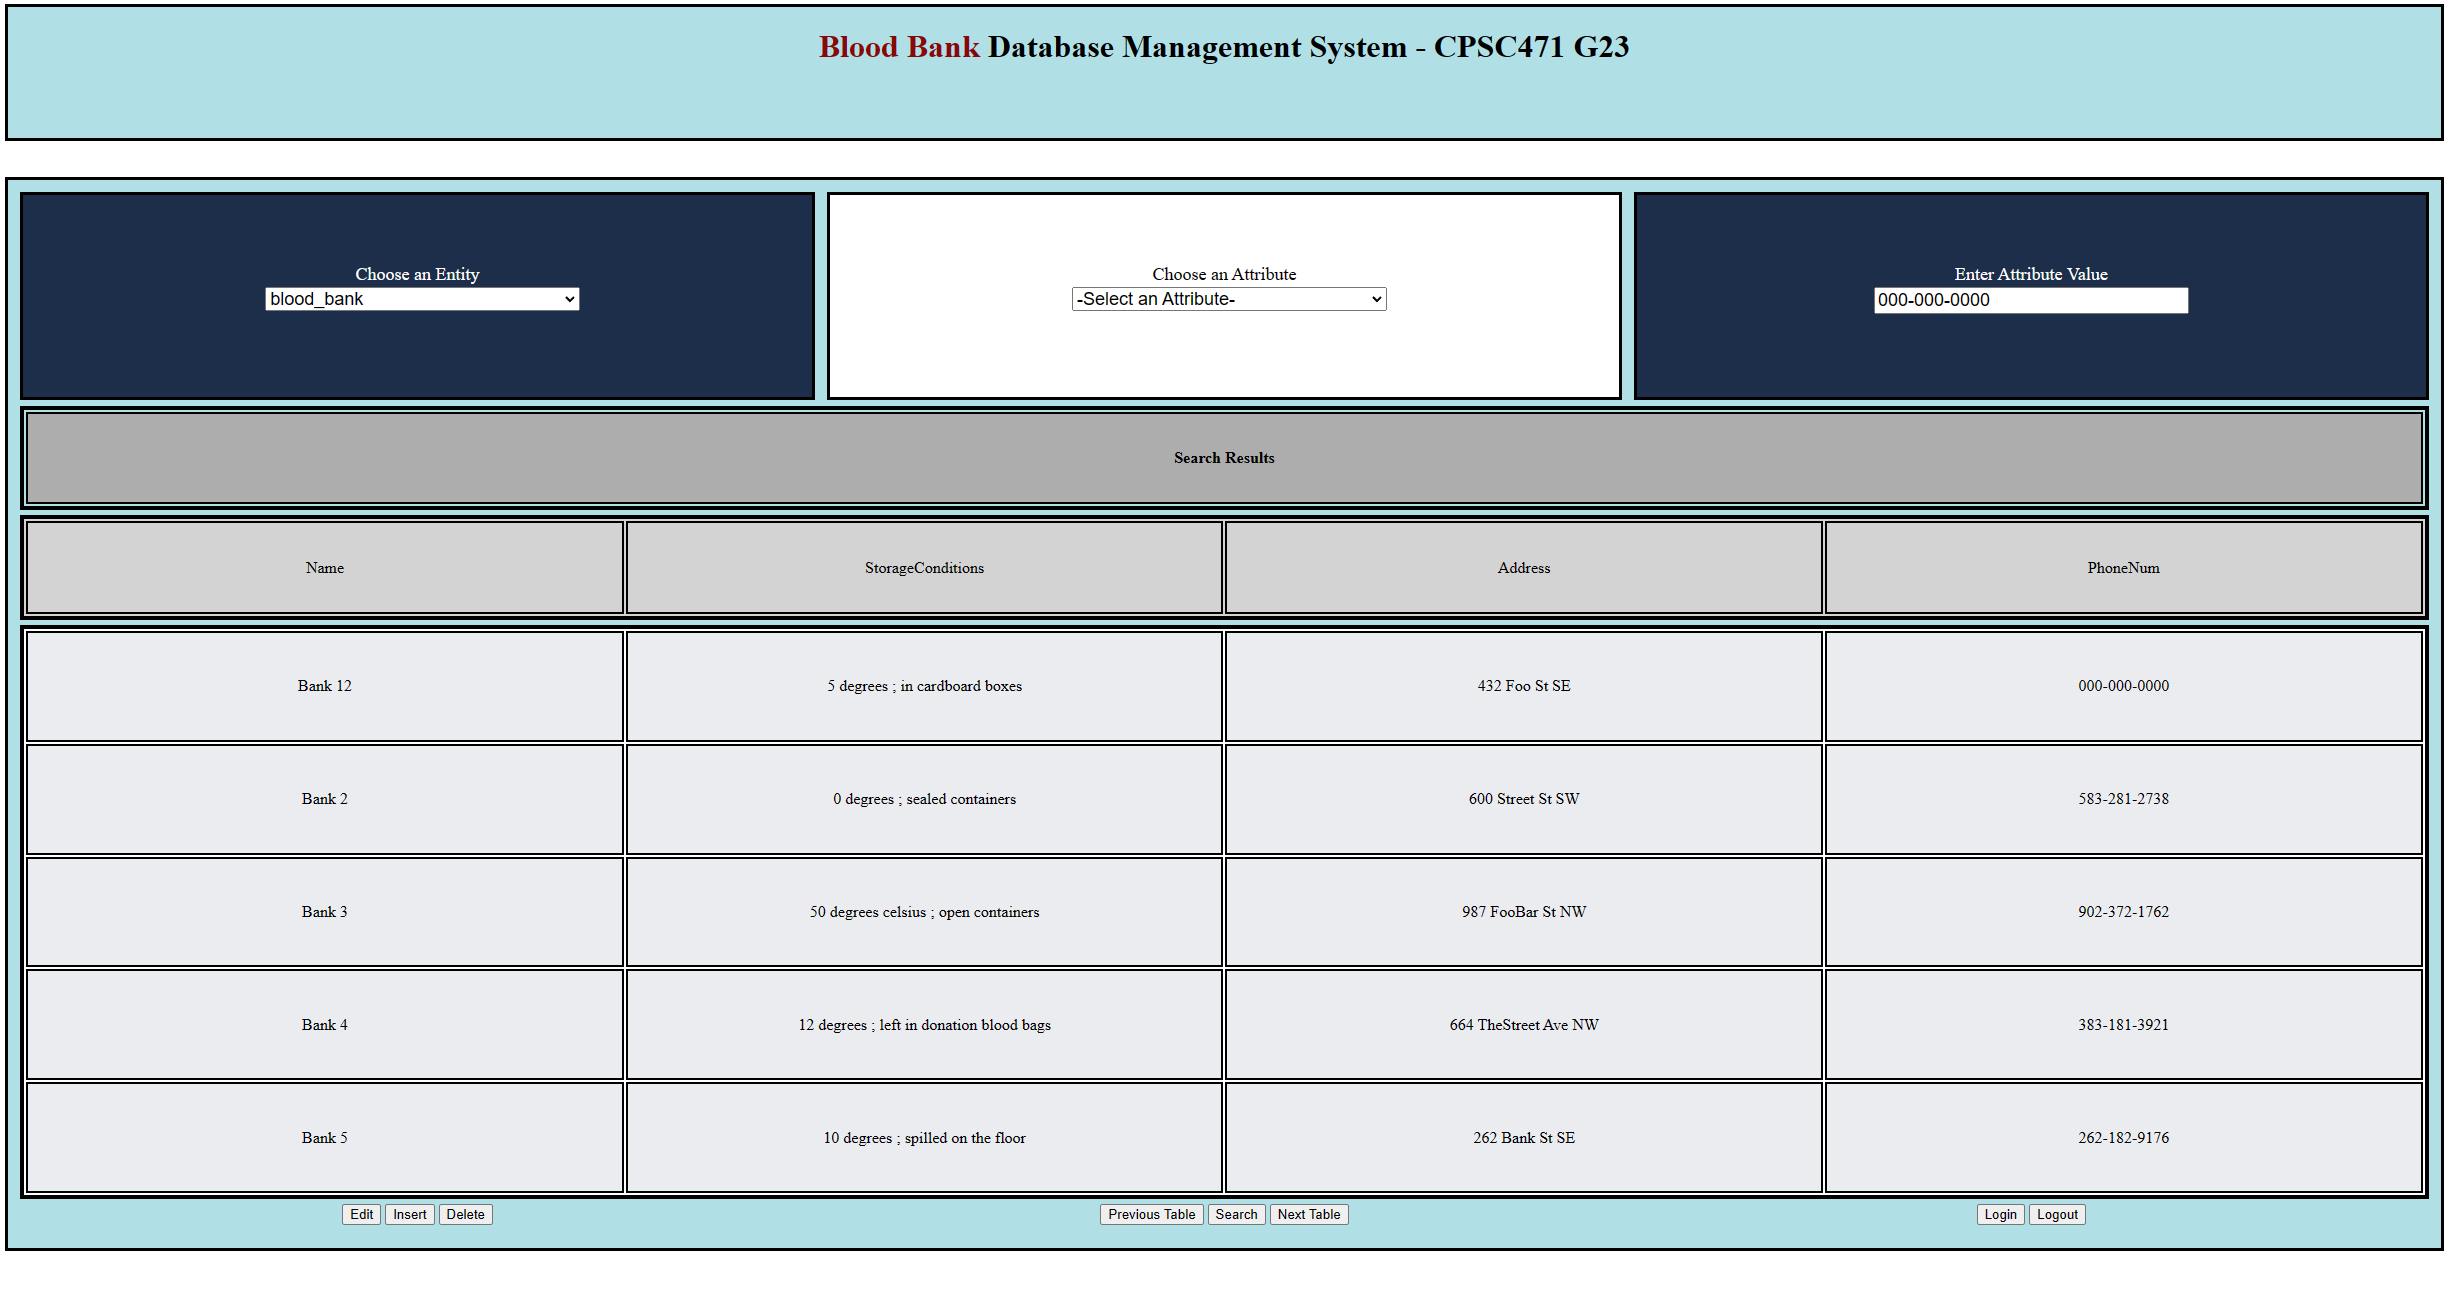 Blood Bank Database Management System - CPSC471 G23
Choose an Entity
blood_bank
Choose an Attribute
-Select an Attribute-
Enter Attribute Value
000-000-0000
Search Results
Name StorageConditions Address PhoneNum
Bank 12 5 degrees ; in cardboard boxes 432 Foo St SE 000-000-0000
Bank 2 0 degrees ; sealed containers 600 Street St SW 583-281-2738
Bank 3 50 degrees celsius ; open containers 987 FooBar St NW 902-372-1762
Bank 4 12 degrees ; left in donation blood bags 664 TheStreet Ave NW 383-181-3921
Bank 5 10 degrees ; spilled on the floor 262 Bank St SE 262-182-9176
Edit Insert Delete Previous Table Search Next Table Login Logout